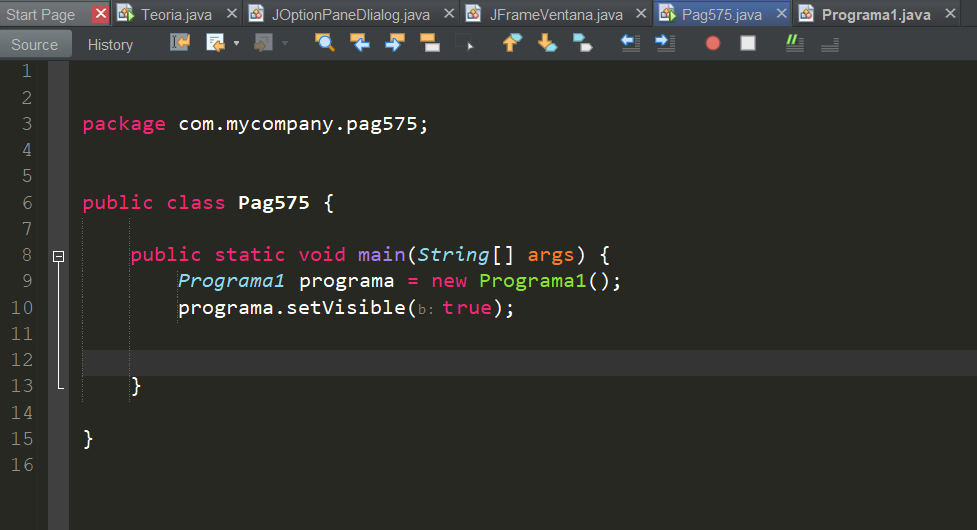 Start Page Teoria.java JOptionPaneDIialog.java JFrameVentana.java Pag575.java Programa1.java
Source History
1
2
3 package com.mycompany.pag575;
4
5
6 public class Pag575 {
7
8 public static void main(String[] args) {
9 Programa1 programa = new Programa1();
10 programa.setVisible(b: true);
11
12
13 }
14
15 }
16